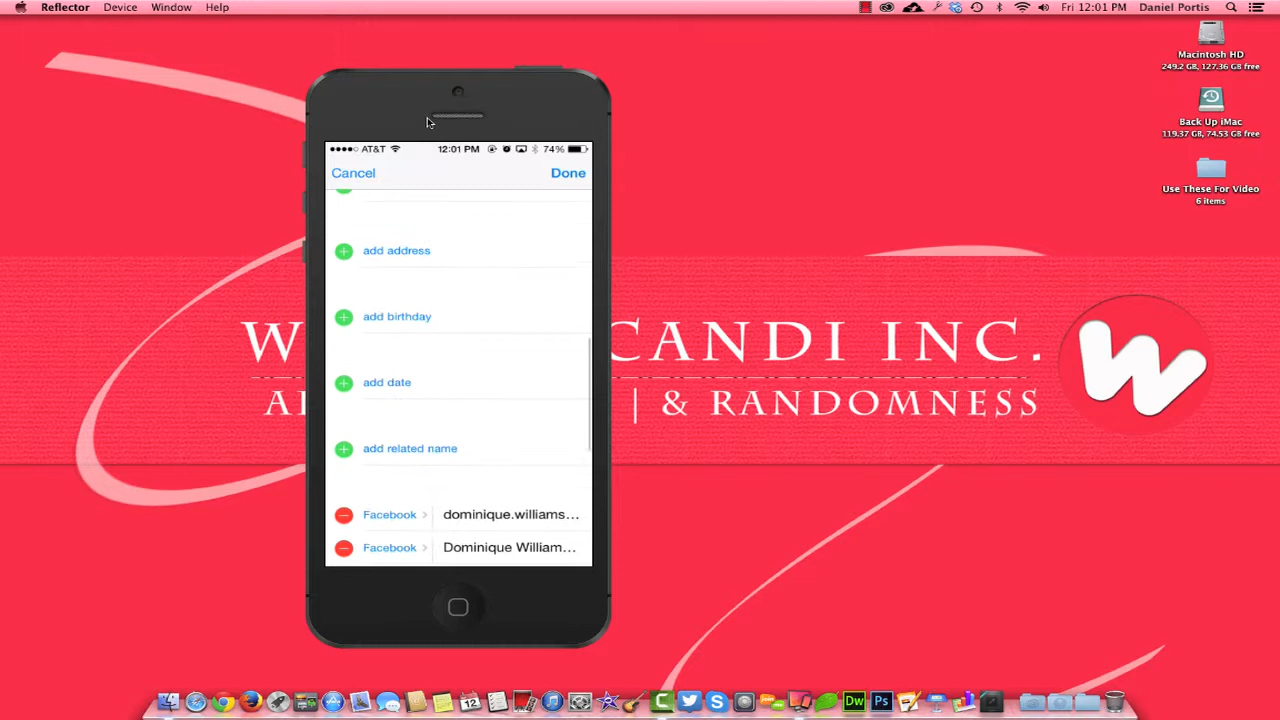 Reflector Device Window Help Fri 12:01 PM Daniel Portis
Macintosh HD
249.2 GB, 127.36 GB free
Back Up iMac
119.37 GB, 74.53 GB free
Use These For Video
6 items
AT&T 12:01 PM 74%
Cancel Done
add address
add birthday
add date
add related name
Facebook dominique.williams...
Facebook Dominique William...
W CANDI INC.
| & RANDOMNESS
W
12
Dw Ps